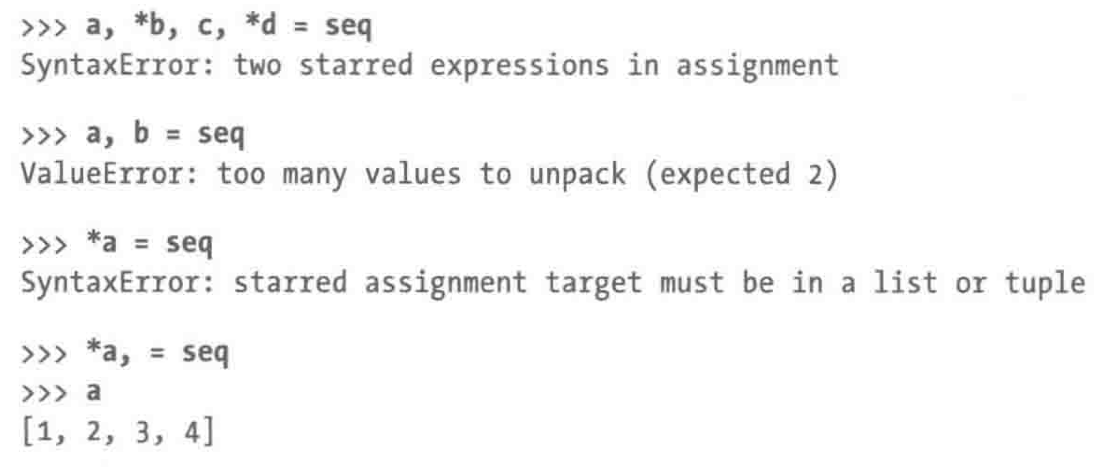 >>> a, *b, c, *d = seq
SyntaxError: two starred expressions in assignment
>>> a, b = seq
ValueError: too many values to unpack (expected 2)
>>> *a = seq
SyntaxError: starred assignment target must be in a list or tuple
>>> *a, = seq
>>> a
[1, 2, 3, 4]